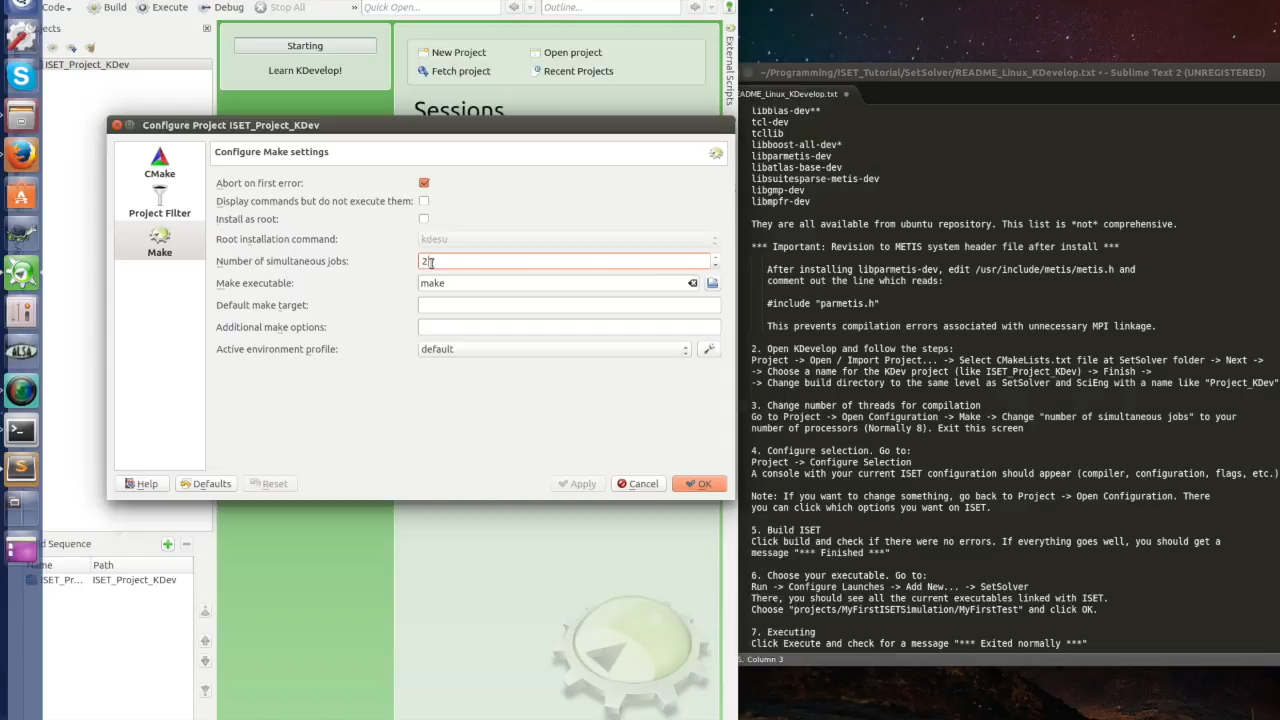 Code
Build
Execute
Debug
Stop All
»
Quick Open...
Outline...
ects
ISET_Project_KDev
Starting
Learn KDevelop!
New Project
Open project
Fetch project
Recent Projects
Sessions
External Scripts
Configure Project ISET_Project_KDev
CMake
Project Filter
Make
Configure Make settings
Abort on first error:
Display commands but do not execute them:
Install as root:
Root installation command:
kdesu
Number of simultaneous jobs:
2
Make executable:
make
Default make target:
Additional make options:
Active environment profile:
default
Help
Defaults
Reset
Apply
Cancel
OK
d Sequence
Name Path
ISET_Pr... ISET_Project_KDev
~/Programming/ISET_Tutorial/SetSolver/README_Linux_KDevelop.txt • - Sublime Text 2 (UNREGISTERED)
ADME_Linux_KDevelop.txt
libblas-dev**
tcl-dev
tcllib
libboost-all-dev*
libparmetis-dev
libatlas-base-dev
libsuitesparse-metis-dev
libgmp-dev
libmpfr-dev
They are all available from ubuntu repository. This list is *not* comprehensive.
*** Important: Revision to METIS system header file after install ***
After installing libparmetis-dev, edit /usr/include/metis/metis.h and
comment out the line which reads:
#include "parmetis.h"
This prevents compilation errors associated with unnecessary MPI linkage.
2. Open KDevelop and follow the steps:
Project -> Open / Import Project... -> Select CMakeLists.txt file at SetSolver folder -> Next ->
-> Choose a name for the KDev project (like ISET_Project_KDev) -> Finish ->
-> Change build directory to the same level as SetSolver and SciEng with a name like "Project_KDev"
3. Change number of threads for compilation
Go to Project -> Open Configuration -> Make -> Change "number of simultaneous jobs" to your
number of processors (Normally 8). Exit this screen
4. Configure selection. Go to:
Project -> Configure Selection
A console with your current ISET configuration should appear (compiler, configuration, flags, etc.)
Note: If you want to change something, go back to Project -> Open Configuration. There
you can click which options you want on ISET.
5. Build ISET
Click build and check if there were no errors. If everything goes well, you should get a
message "*** Finished ***"
6. Choose your executable. Go to:
Run -> Configure Launches -> Add New... -> SetSolver
There, you should see all the current executables linked with ISET.
Choose "projects/MyFirstISETSimulation/MyFirstTest" and click OK.
7. Executing
Click Execute and check for a message "*** Exited normally ***"
5, Column 3